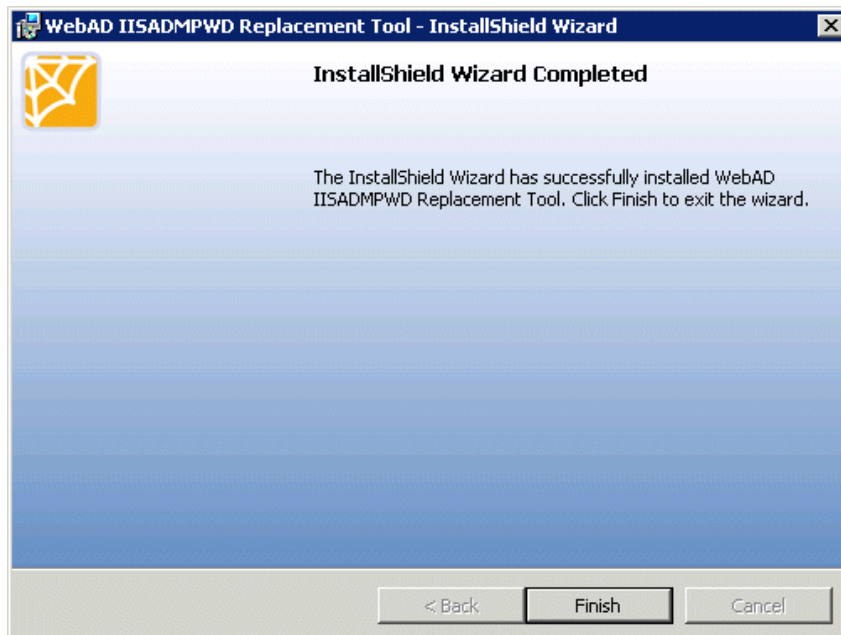 WebAD IISADMPWD Replacement Tool - InstallShield Wizard
InstallShield Wizard Completed
The InstallShield Wizard has successfully installed WebAD
IISADMPWD Replacement Tool. Click Finish to exit the wizard.
< Back
Finish
Cancel